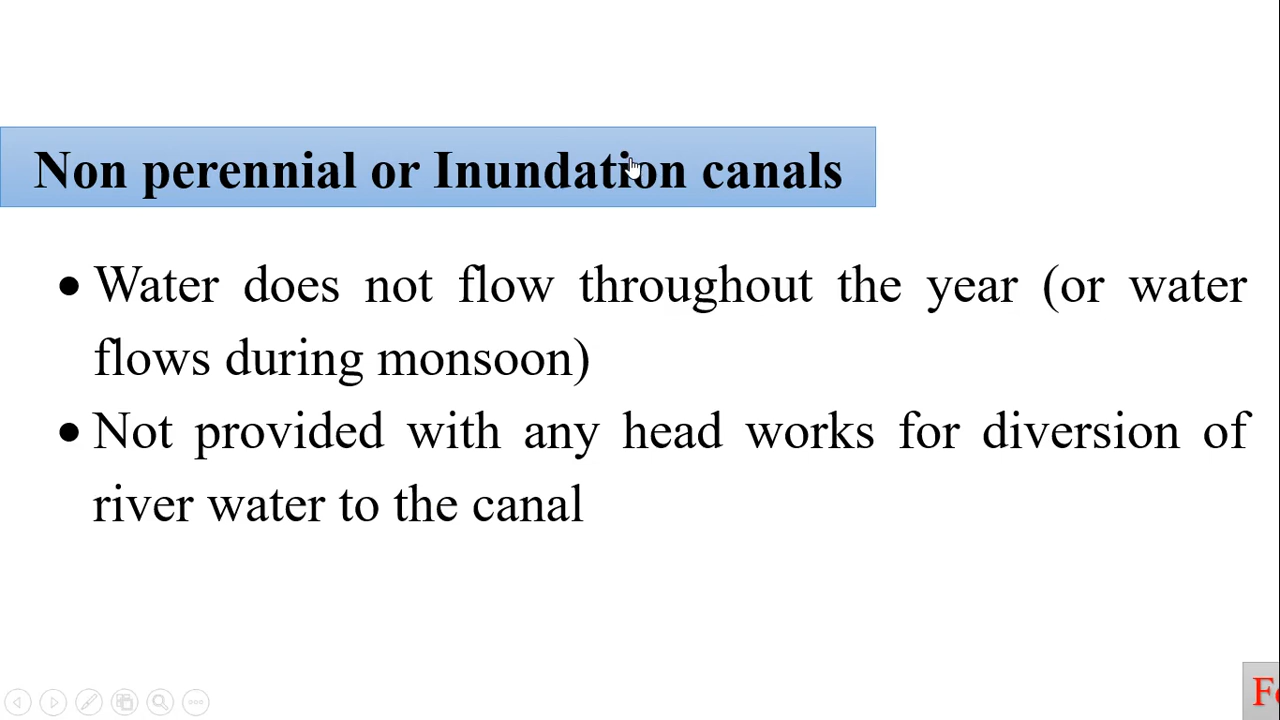 Non perennial or Inundation canals
• Water does not flow throughout the year (or water
flows during monsoon)
• Not provided with any head works for diversion of
river water to the canal